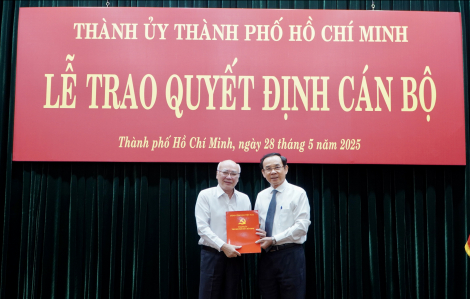 THÀNH ỦY THÀNH PHỐ HỒ CHÍ MINH
LỄ TRAO QUYẾT ĐỊNH CÁN BỘ
Thành phố Hồ Chí Minh, ngày 28 tháng 5 năm 2025